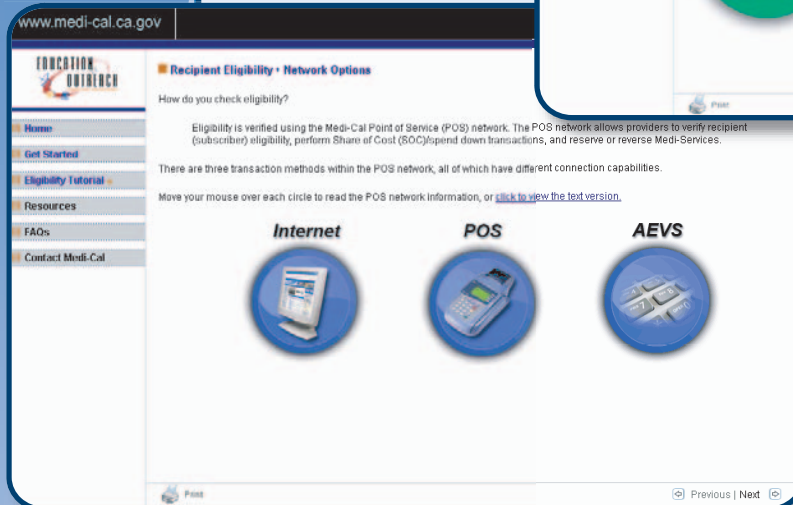 www.medi-cal.ca.gov
Print
EDUCATION
OUTREACH
Recipient Eligibility • Network Options
How do you check eligibility?
Home
Get Started
Eligibility Tutorial
Resources
FAQs
Contact Medi-Cal
Eligibility is verified using the Medi-Cal Point of Service (POS) network. The POS network allows providers to verify recipient
(subscriber) eligibility, perform Share of Cost (SOC)/spend down transactions, and reserve or reverse Medi-Services.
There are three transaction methods within the POS network, all of which have different connection capabilities.
Move your mouse over each circle to read the POS network information, or click to view the text version.
Internet POS AEVS
Print
Previous | Next